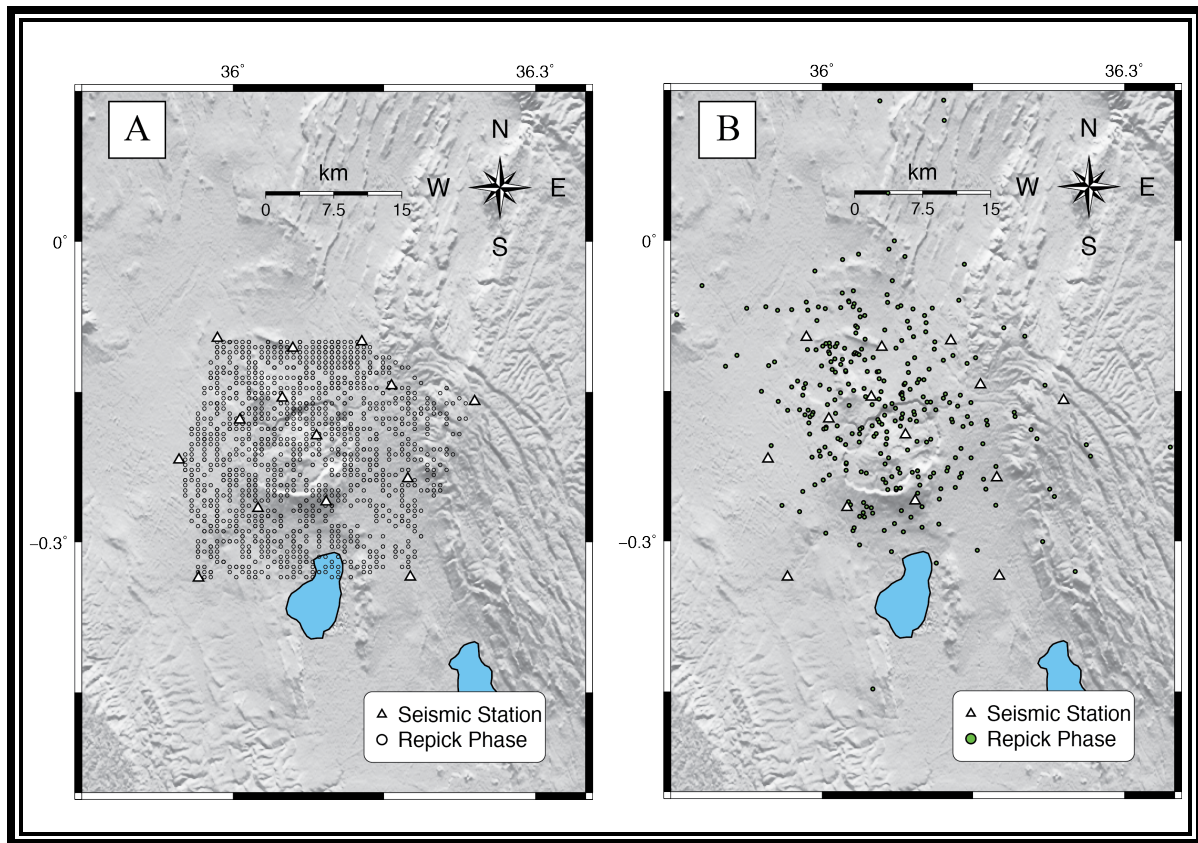 36° 36.3°
A
N
km
W E
0 7.5 15
S
0°
−0.3°
Seismic Station
Repick Phase
36° 36.3°
B
N
km
W E
0 7.5 15
S
0°
−0.3°
Seismic Station
Repick Phase